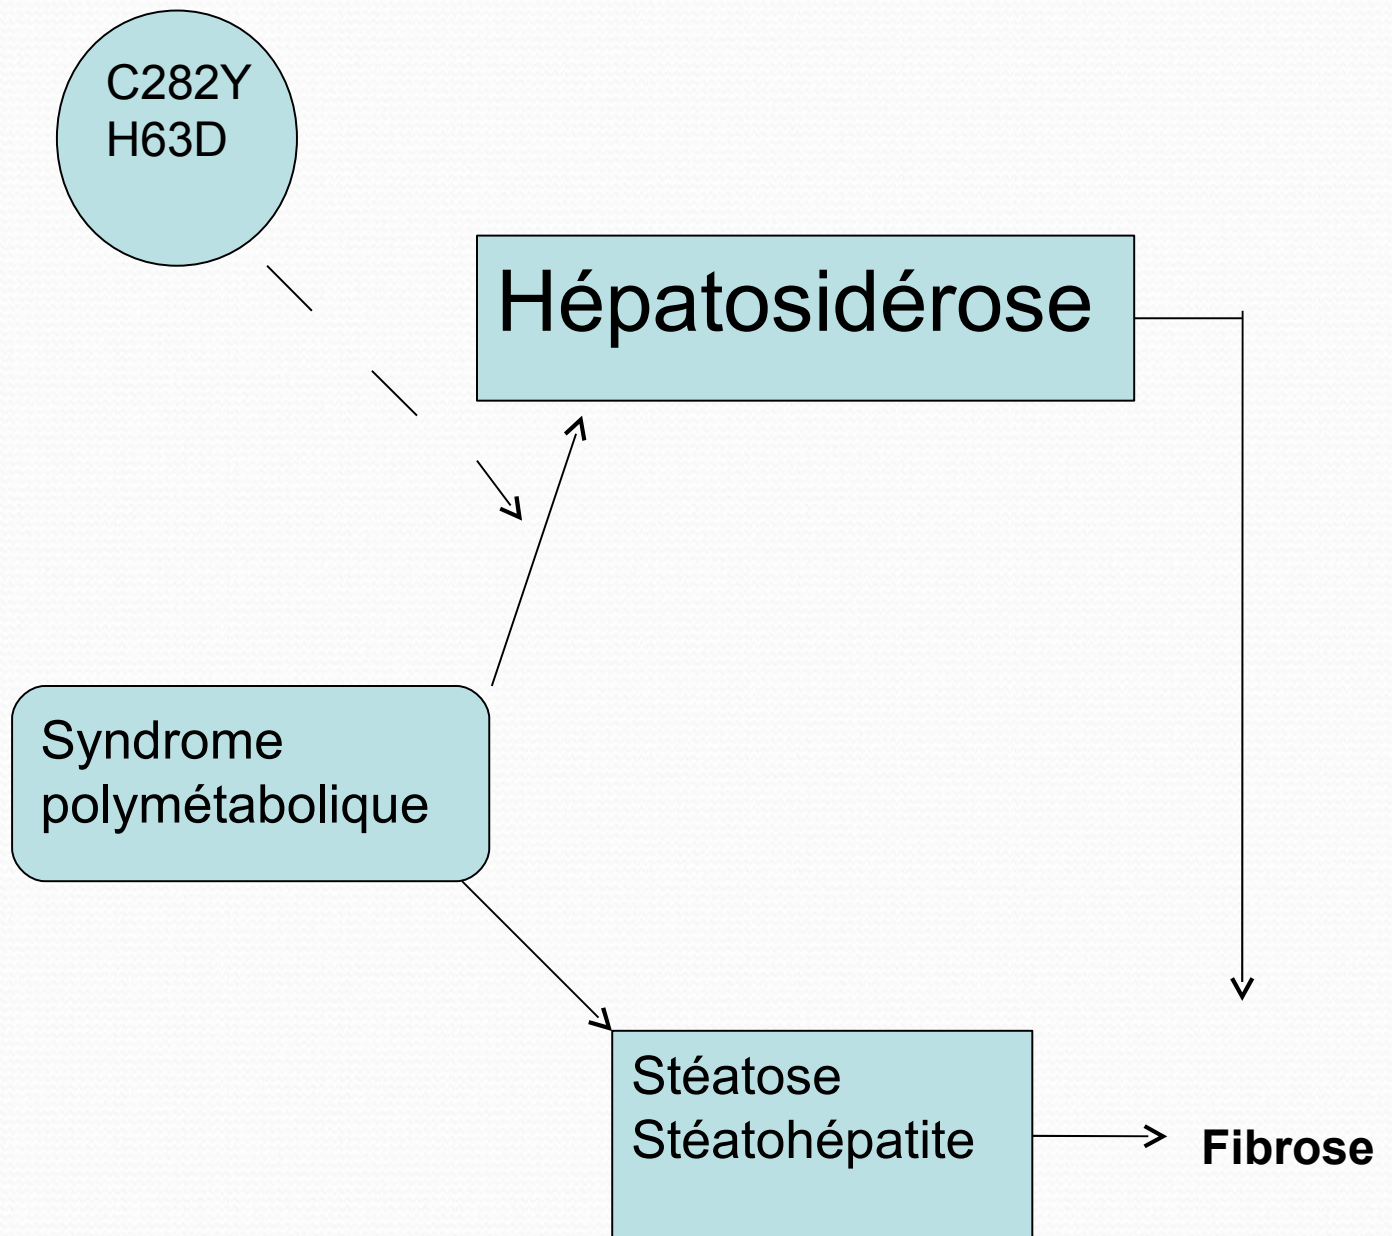 C282Y
H63D
Hépatosidérose
Syndrome
polymétabolique
Stéatose
Stéatohépatite
Fibrose